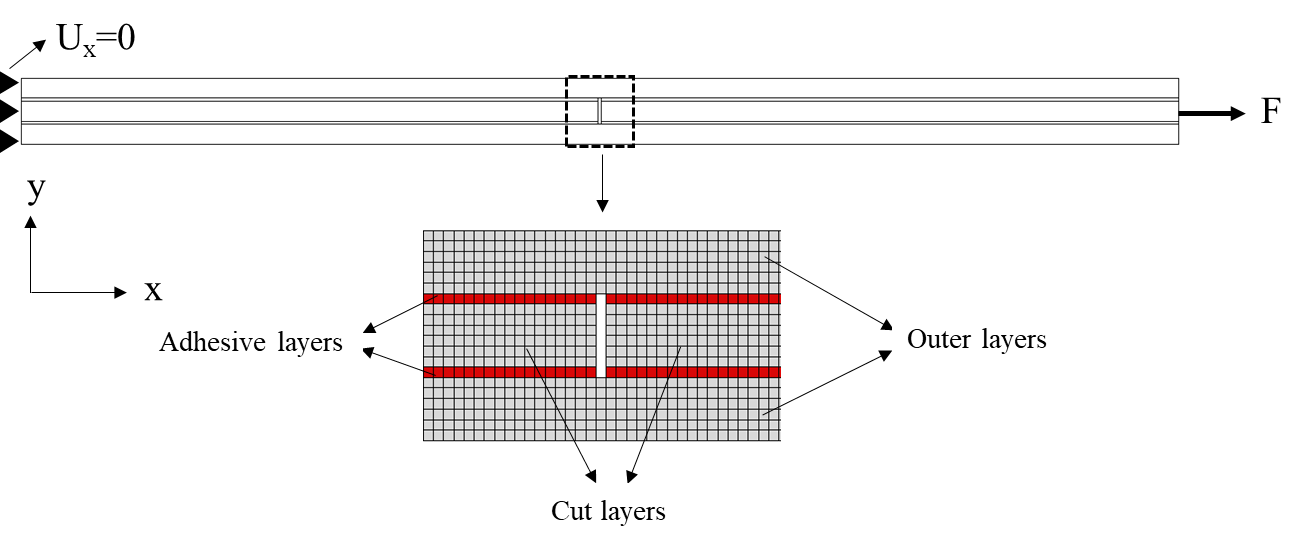 Uₓ=0
F
y
x
Adhesive layers
Outer layers
Cut layers